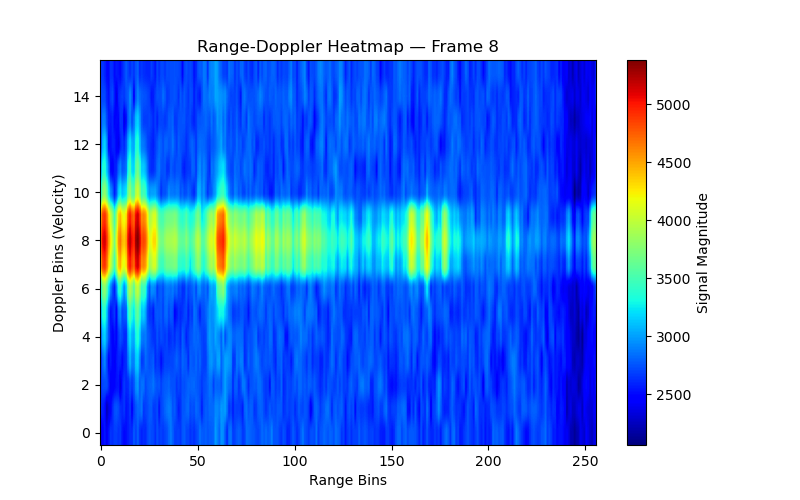 Range-Doppler Heatmap — Frame 8
Doppler Bins (Velocity)
14
12
10
8
6
4
2
0
0 50 100 150 200 250
Range Bins
5000
4500
4000
3500
3000
2500
Signal Magnitude